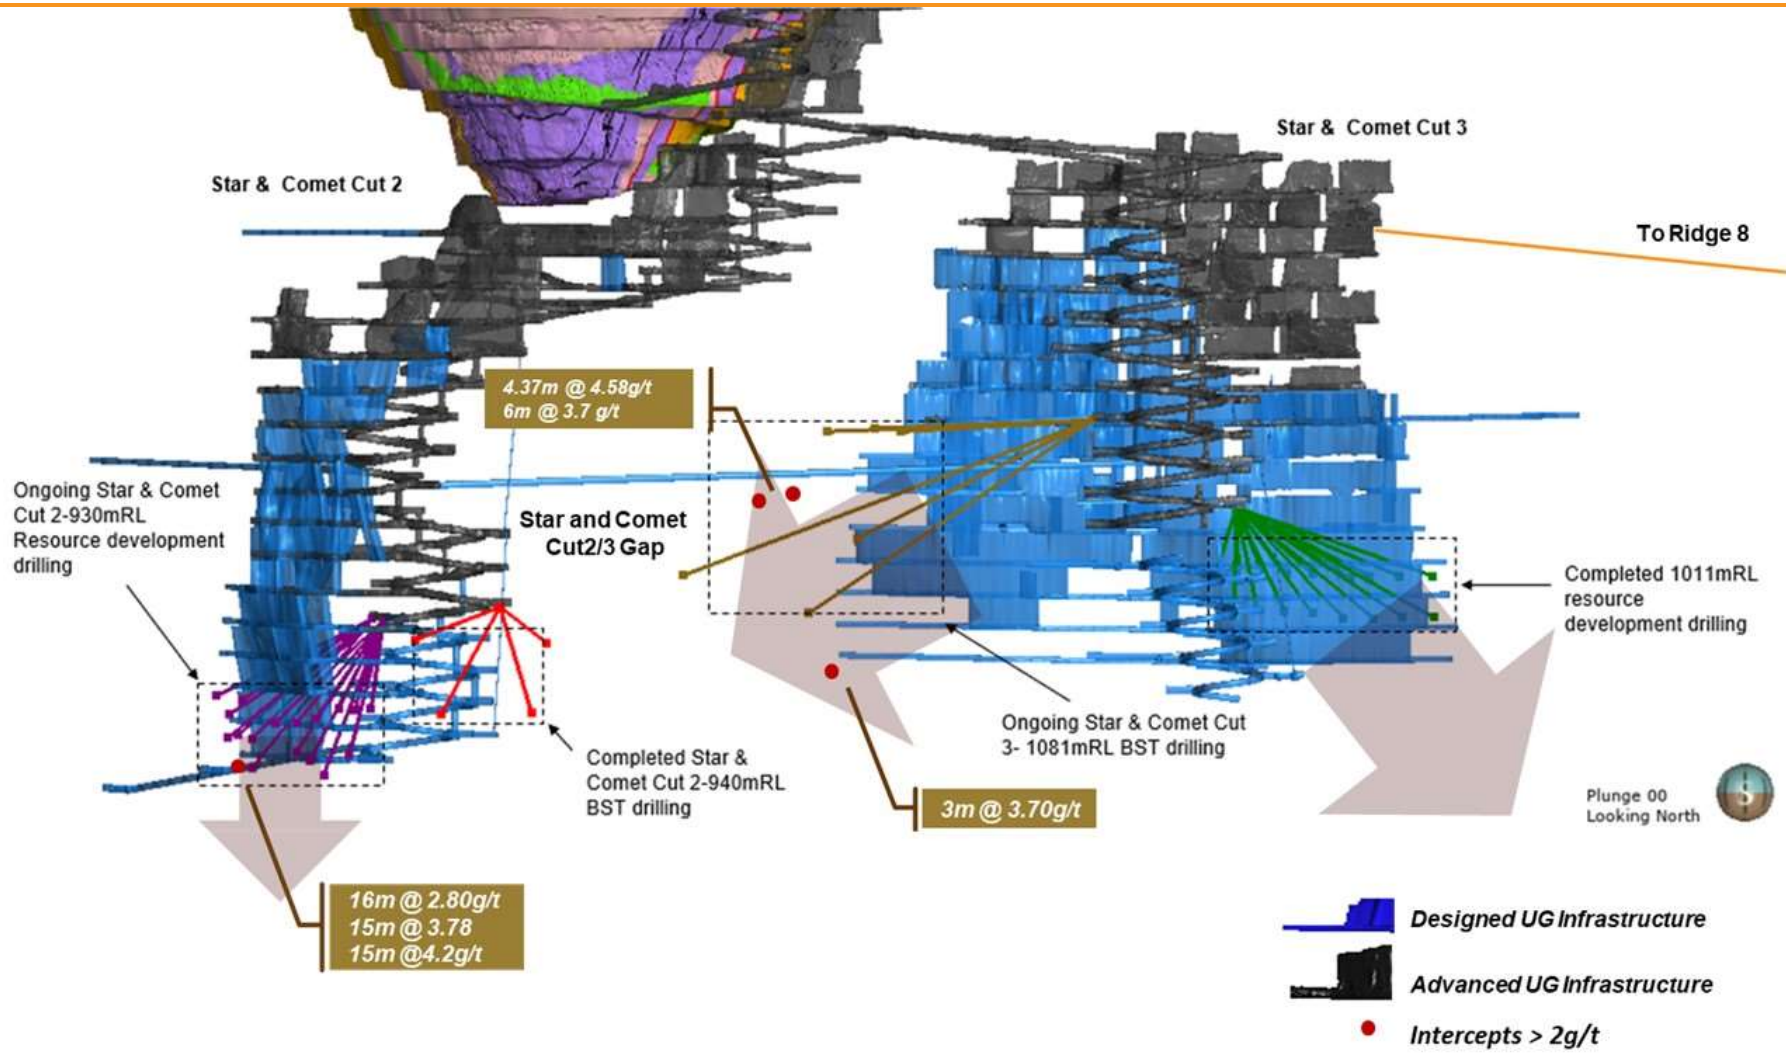 Star & Comet Cut 3
Star & Comet Cut 2
To Ridge 8
4.37m @ 4.58g/t
6m @ 3.7 g/t
Ongoing Star & Comet
Cut 2-930mRL
Resource development
drilling
Star and Comet
Cut2/3 Gap
Completed 1011mRL
resource
development drilling
Ongoing Star & Comet Cut
3- 1081mRL BST drilling
Completed Star &
Comet Cut 2-940mRL
BST drilling
3m @ 3.70g/t
Plunge 00
Looking North
S
16m @ 2.80g/t
15m @ 3.78
15m @4.2g/t
Designed UG Infrastructure
Advanced UG Infrastructure
Intercepts > 2g/t